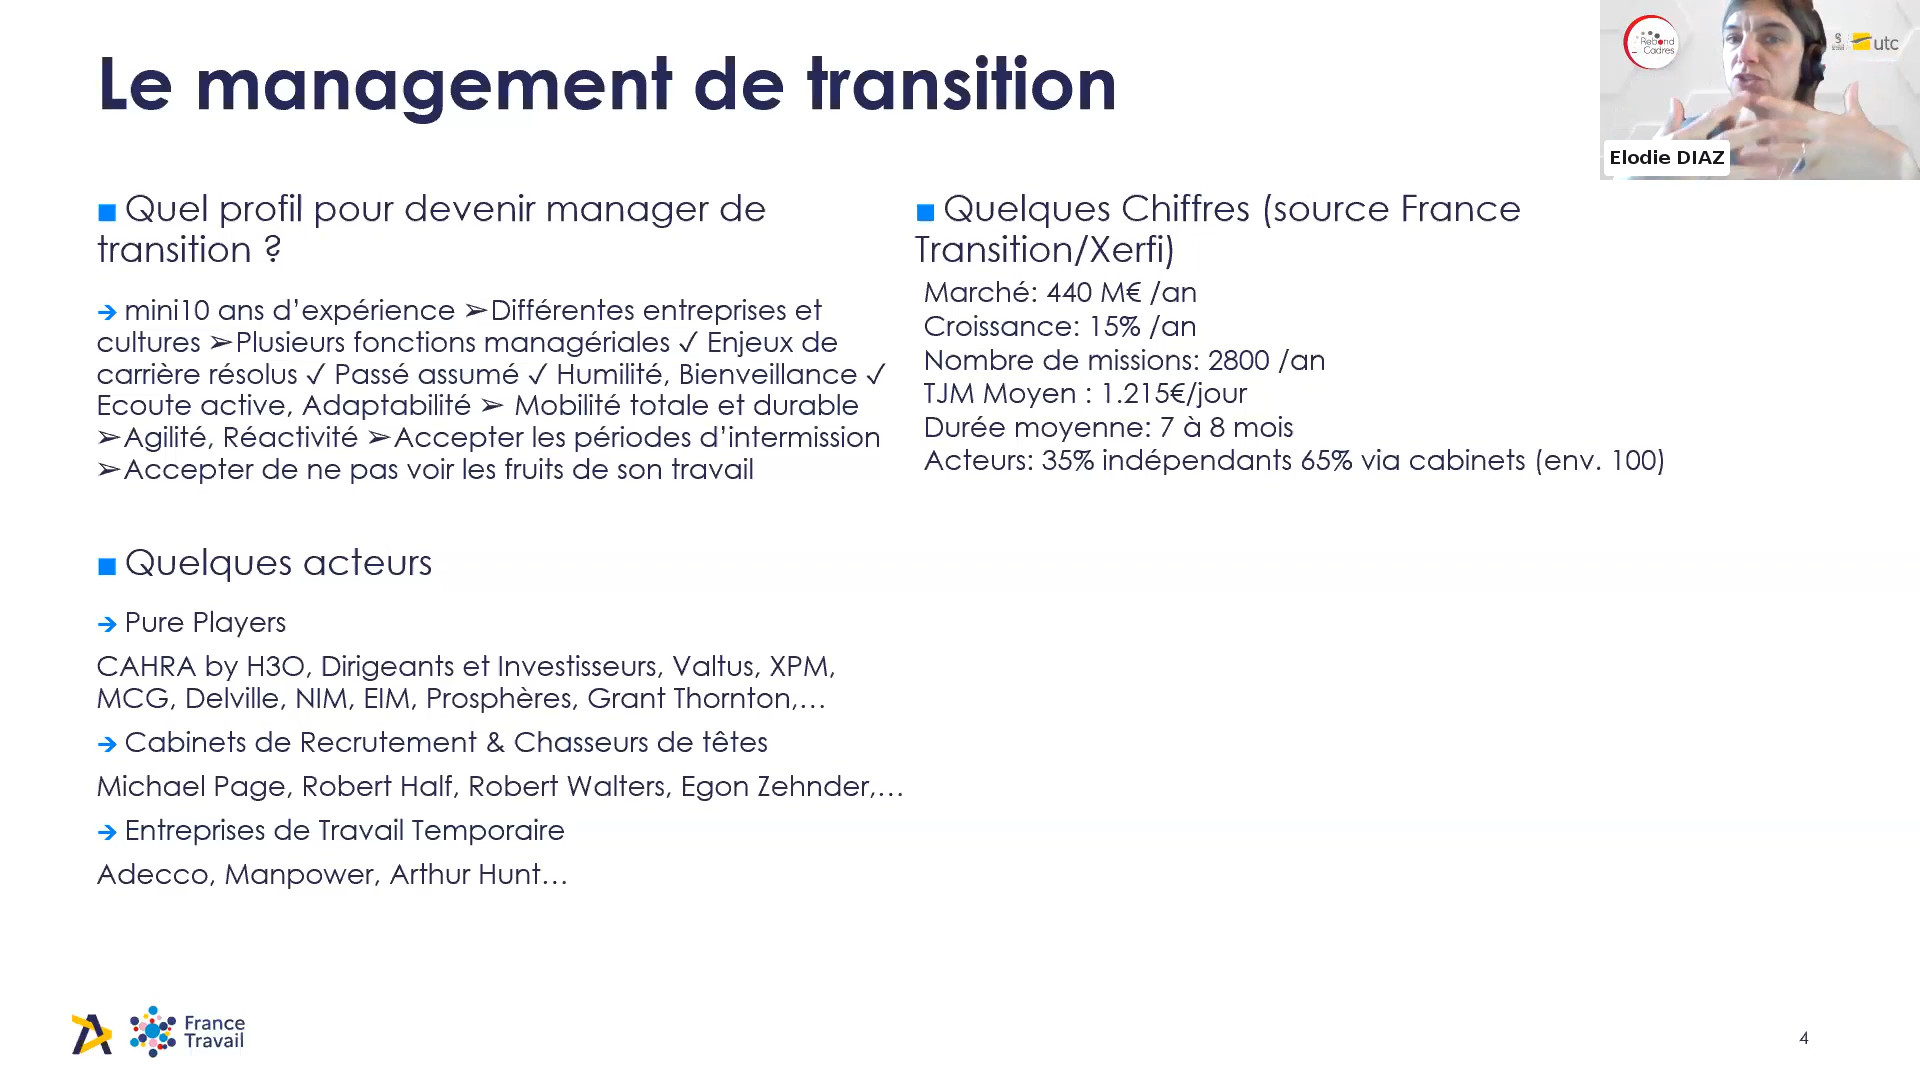 Le management de transition
Rebond
Cadres
utc
Elodie DIAZ
■ Quel profil pour devenir manager de
transition ?
➔ mini10 ans d’expérience ➢Différentes entreprises et
cultures ➢Plusieurs fonctions managériales ✓ Enjeux de
carrière résolus ✓ Passé assumé ✓ Humilité, Bienveillance ✓
Ecoute active, Adaptabilité ➢ Mobilité totale et durable
➢Agilité, Réactivité ➢Accepter les périodes d’intermission
➢Accepter de ne pas voir les fruits de son travail
■ Quelques acteurs
➔ Pure Players
CAHRA by H3O, Dirigeants et Investisseurs, Valtus, XPM,
MCG, Delville, NIM, EIM, Prosphères, Grant Thornton,…
➔ Cabinets de Recrutement & Chasseurs de têtes
Michael Page, Robert Half, Robert Walters, Egon Zehnder,…
➔ Entreprises de Travail Temporaire
Adecco, Manpower, Arthur Hunt…
■ Quelques Chiffres (source France
Transition/Xerfi)
Marché: 440 M€ /an
Croissance: 15% /an
Nombre de missions: 2800 /an
TJM Moyen : 1.215€/jour
Durée moyenne: 7 à 8 mois
Acteurs: 35% indépendants 65% via cabinets (env. 100)
France
Travail
4